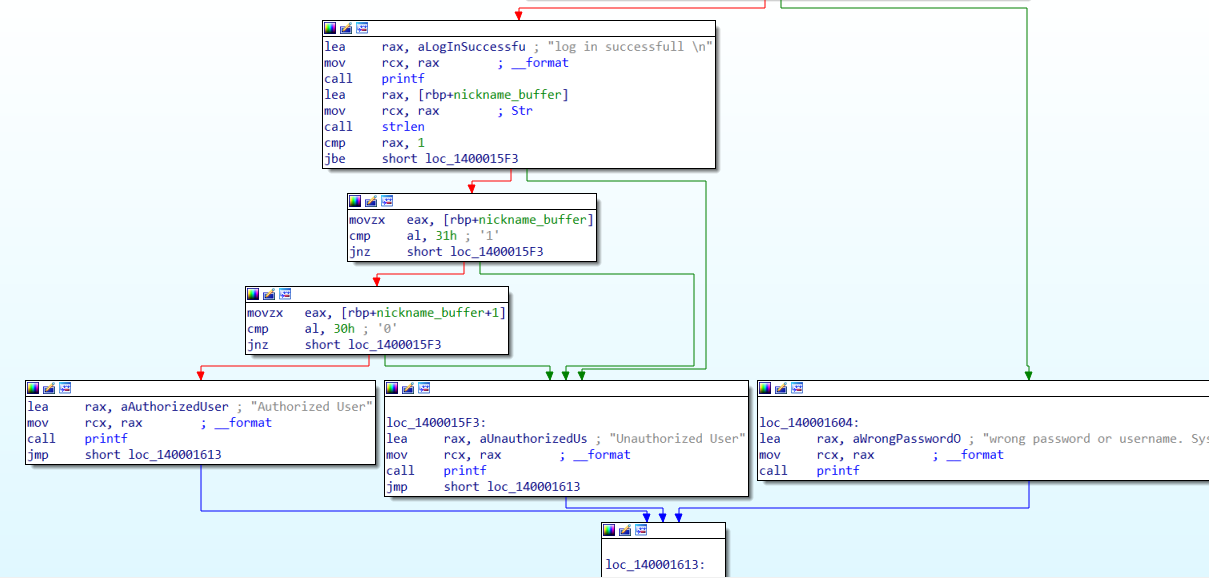 lea rax, aLogInSuccessfu ; "log in successfull \n"
mov rcx, rax ; __format
call printf
lea rax, [rbp+nickname_buffer]
mov rcx, rax ; Str
call strlen
cmp rax, 1
jbe short loc_1400015F3
movzx eax, [rbp+nickname_buffer]
cmp al, 31h ; '1'
jnz short loc_1400015F3
movzx eax, [rbp+nickname_buffer+1]
cmp al, 30h ; '0'
jnz short loc_1400015F3
lea rax, aAuthorizedUser ; "Authorized User"
mov rcx, rax ; __format
call printf
jmp short loc_140001613
loc_1400015F3:
lea rax, aUnauthorizedUs ; "Unauthorized User"
mov rcx, rax ; __format
call printf
jmp short loc_140001613
loc_140001604:
lea rax, aWrongPasswordO ; "wrong password or username. Sys
mov rcx, rax ; __format
call printf
loc_140001613: